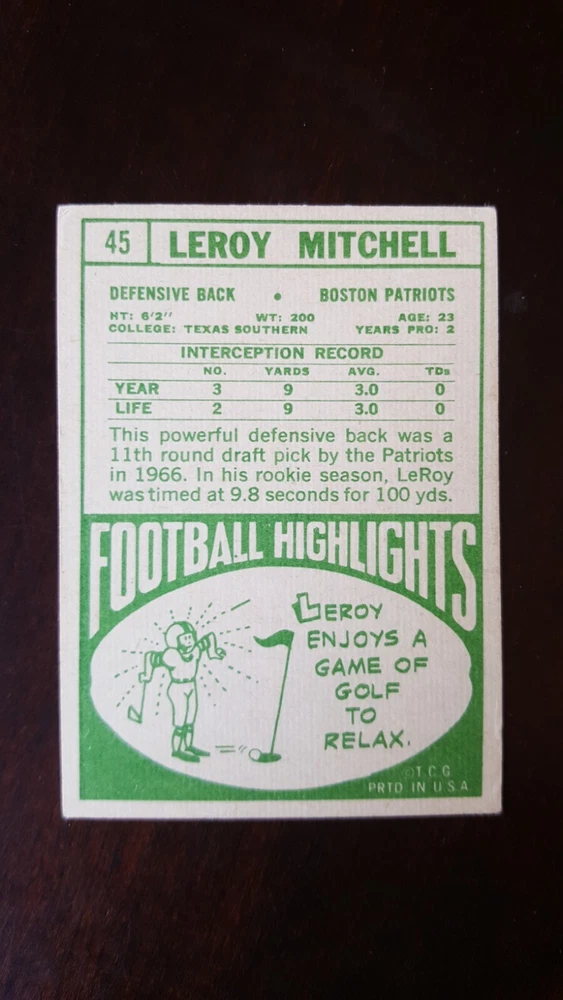 45 LEROY MITCHELL
DEFENSIVE BACK • BOSTON PATRIOTS
HT: 6'2" WT: 200 AGE: 23
COLLEGE: TEXAS SOUTHERN YEARS PRO: 2
INTERCEPTION RECORD
NO. YARDS AVG. TDs
YEAR 3 9 3.0 0
LIFE 2 9 3.0 0
This powerful defensive back was a
11th round draft pick by the Patriots
in 1966. In his rookie season, LeRoy
was timed at 9.8 seconds for 100 yds.
FOOTBALL HIGHLIGHTS
LEROY
ENJOYS A
GAME OF
GOLF
TO
RELAX.
©T.C.G
PRTD IN U.S.A